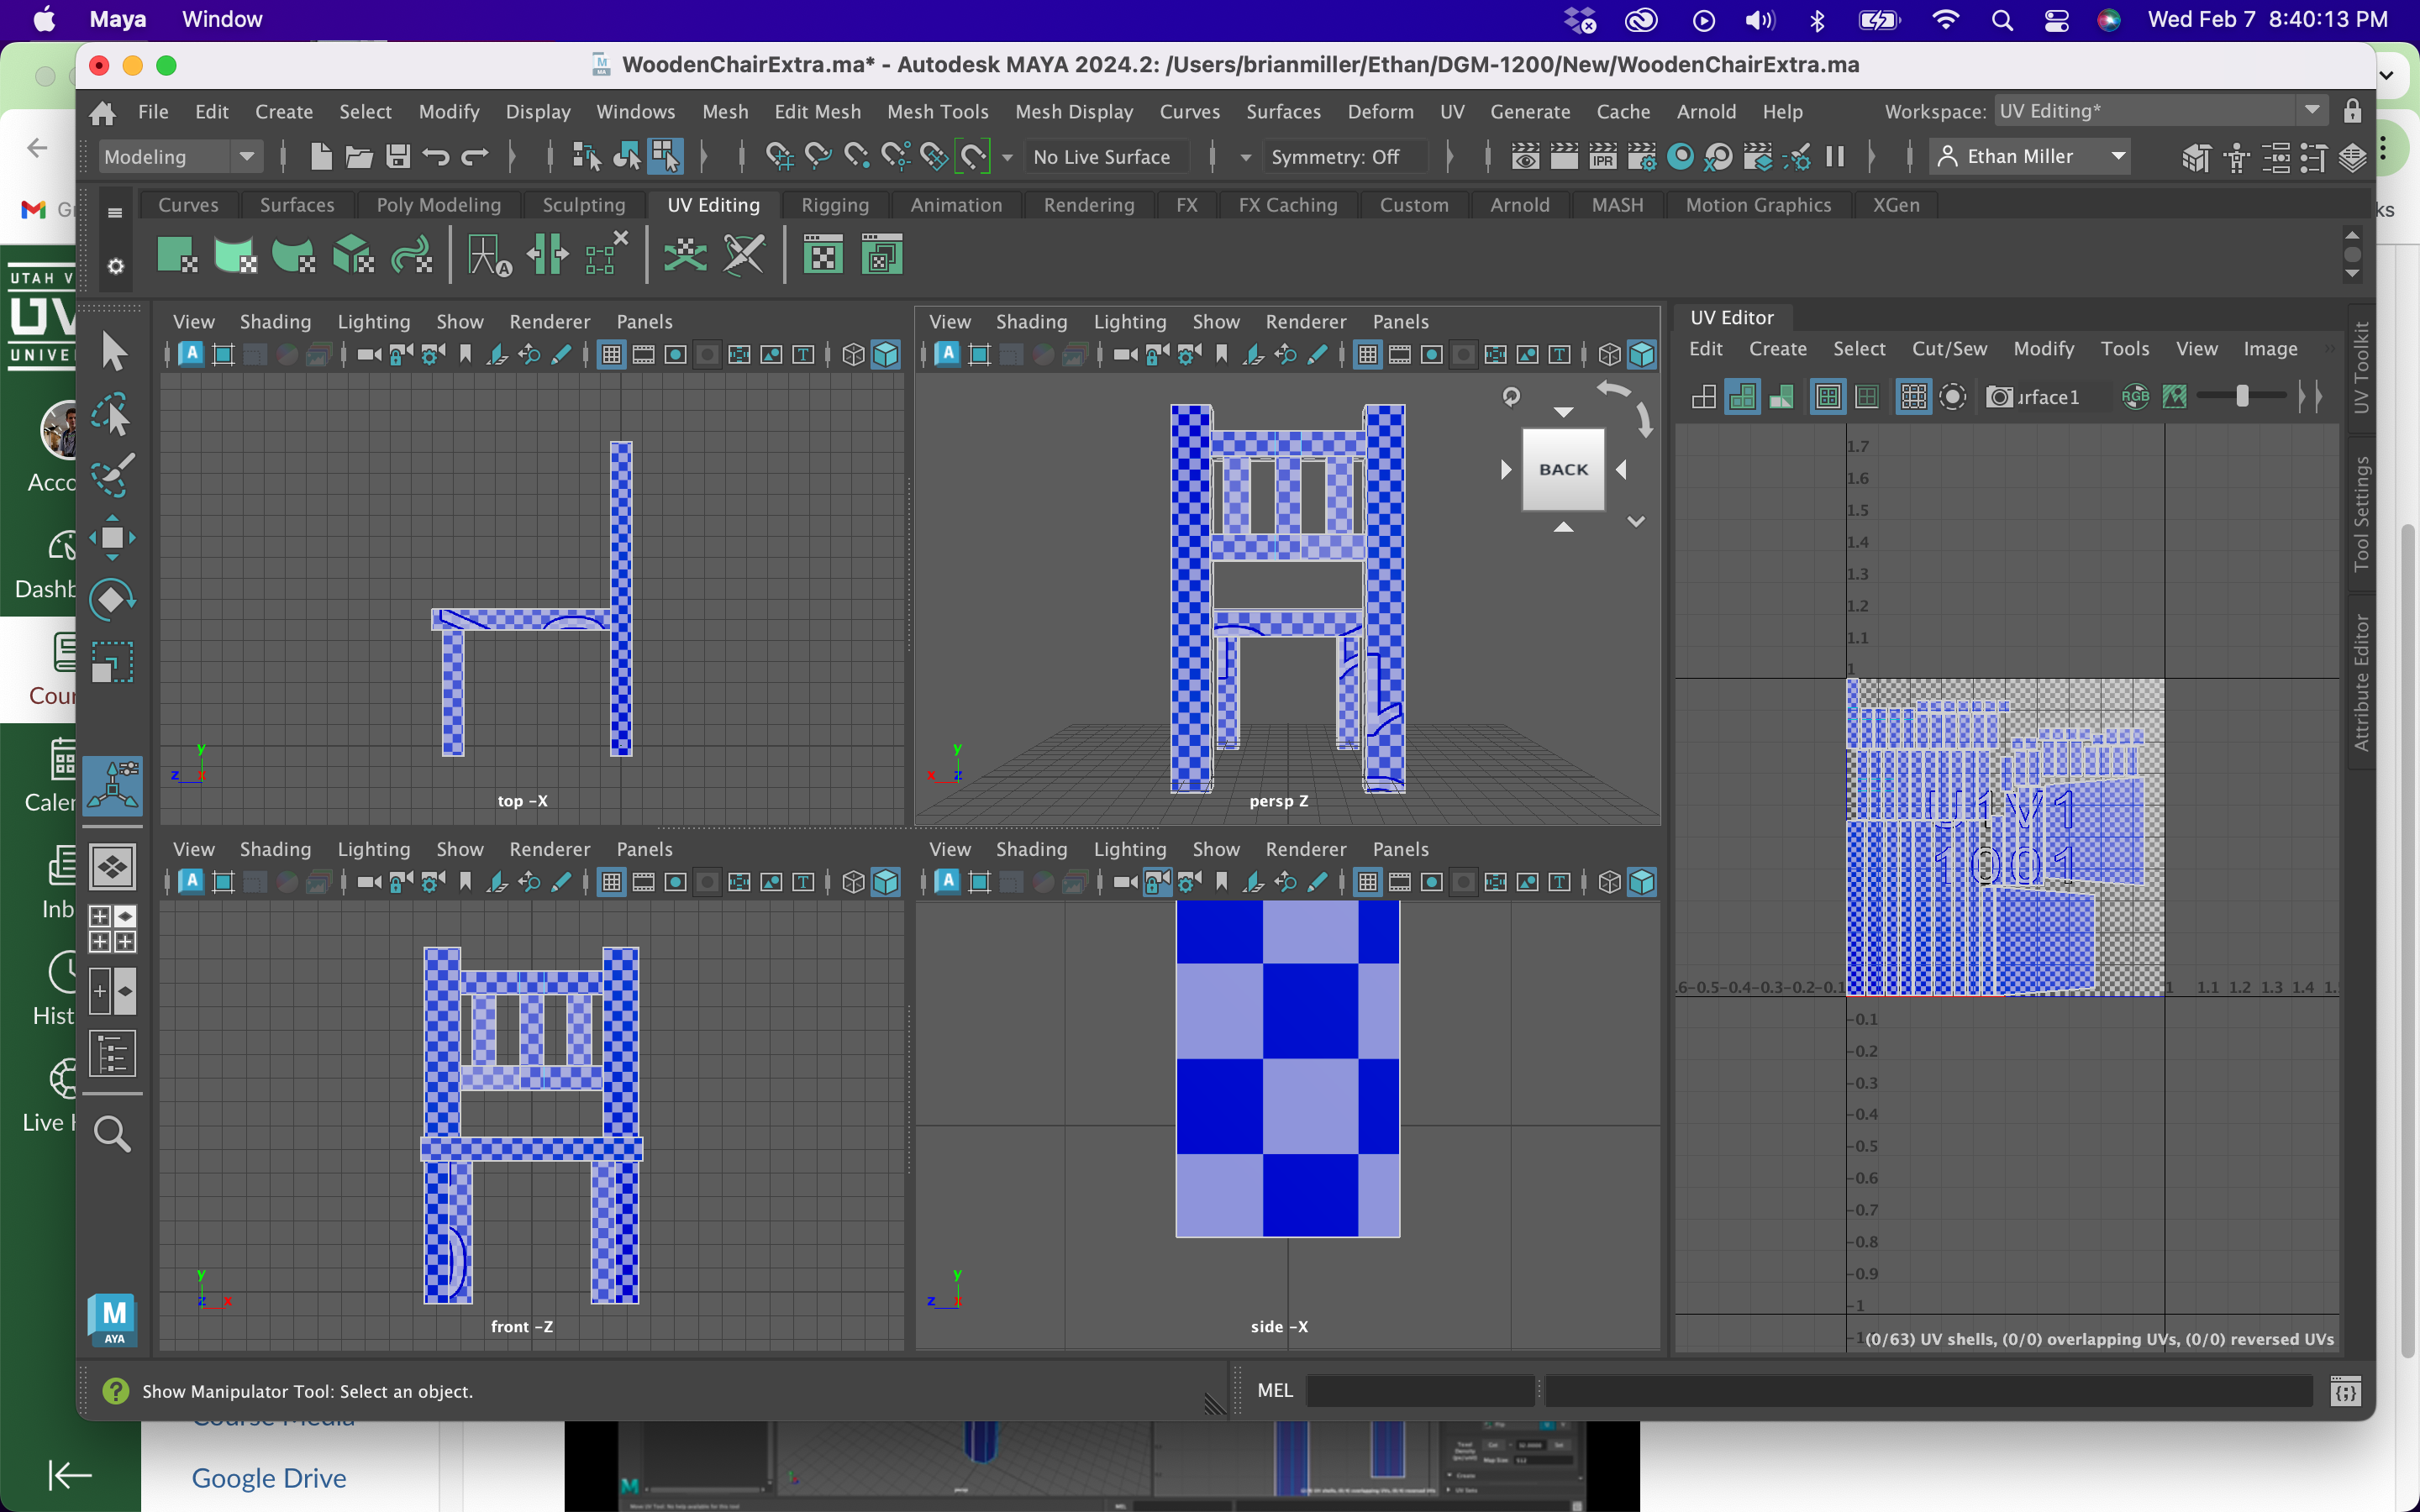 Maya Window Wed Feb 7 8:40:13 PM
WoodenChairExtra.ma* - Autodesk MAYA 2024.2: /Users/brianmiller/Ethan/DGM-1200/New/WoodenChairExtra.ma
File Edit Create Select Modify Display Windows Mesh Edit Mesh Mesh Tools Mesh Display Curves Surfaces Deform UV Generate Cache Arnold Help Workspace: UV Editing*
Modeling No Live Surface Symmetry: Off IPR Ethan Miller
Curves Surfaces Poly Modeling Sculpting UV Editing Rigging Animation Rendering FX FX Caching Custom Arnold MASH Motion Graphics XGen
ks
UTAH V
UV
UNIVE
Acco
Dashb
Cour
Caler
Inb
Hist
Live H
View Shading Lighting Show Renderer Panels
top -X
View Shading Lighting Show Renderer Panels
BACK
persp Z
View Shading Lighting Show Renderer Panels
front -Z
View Shading Lighting Show Renderer Panels
side -X
UV Editor
Edit Create Select Cut/Sew Modify Tools View Image
urface1 RGB
1.7
1.6
1.5
1.4
1.3
1.2
1.1
1
U1V1
1001
.6-0.5-0.4-0.3-0.2-0.1 1 1.1 1.2 1.3 1.4 1.
-0.1
-0.2
-0.3
-0.4
-0.5
-0.6
-0.7
-0.8
-0.9
-1
(0/63) UV shells, (0/0) overlapping UVs, (0/0) reversed UVs
UV Toolkit
Tool Settings
Attribute Editor
M
AYA
Show Manipulator Tool: Select an object.
MEL
Course Media
Google Drive